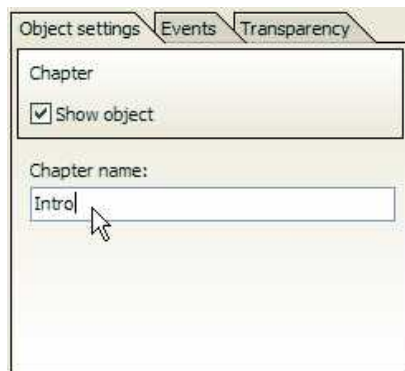 Object settings Events Transparency
Chapter
Show object
Chapter name:
Intro